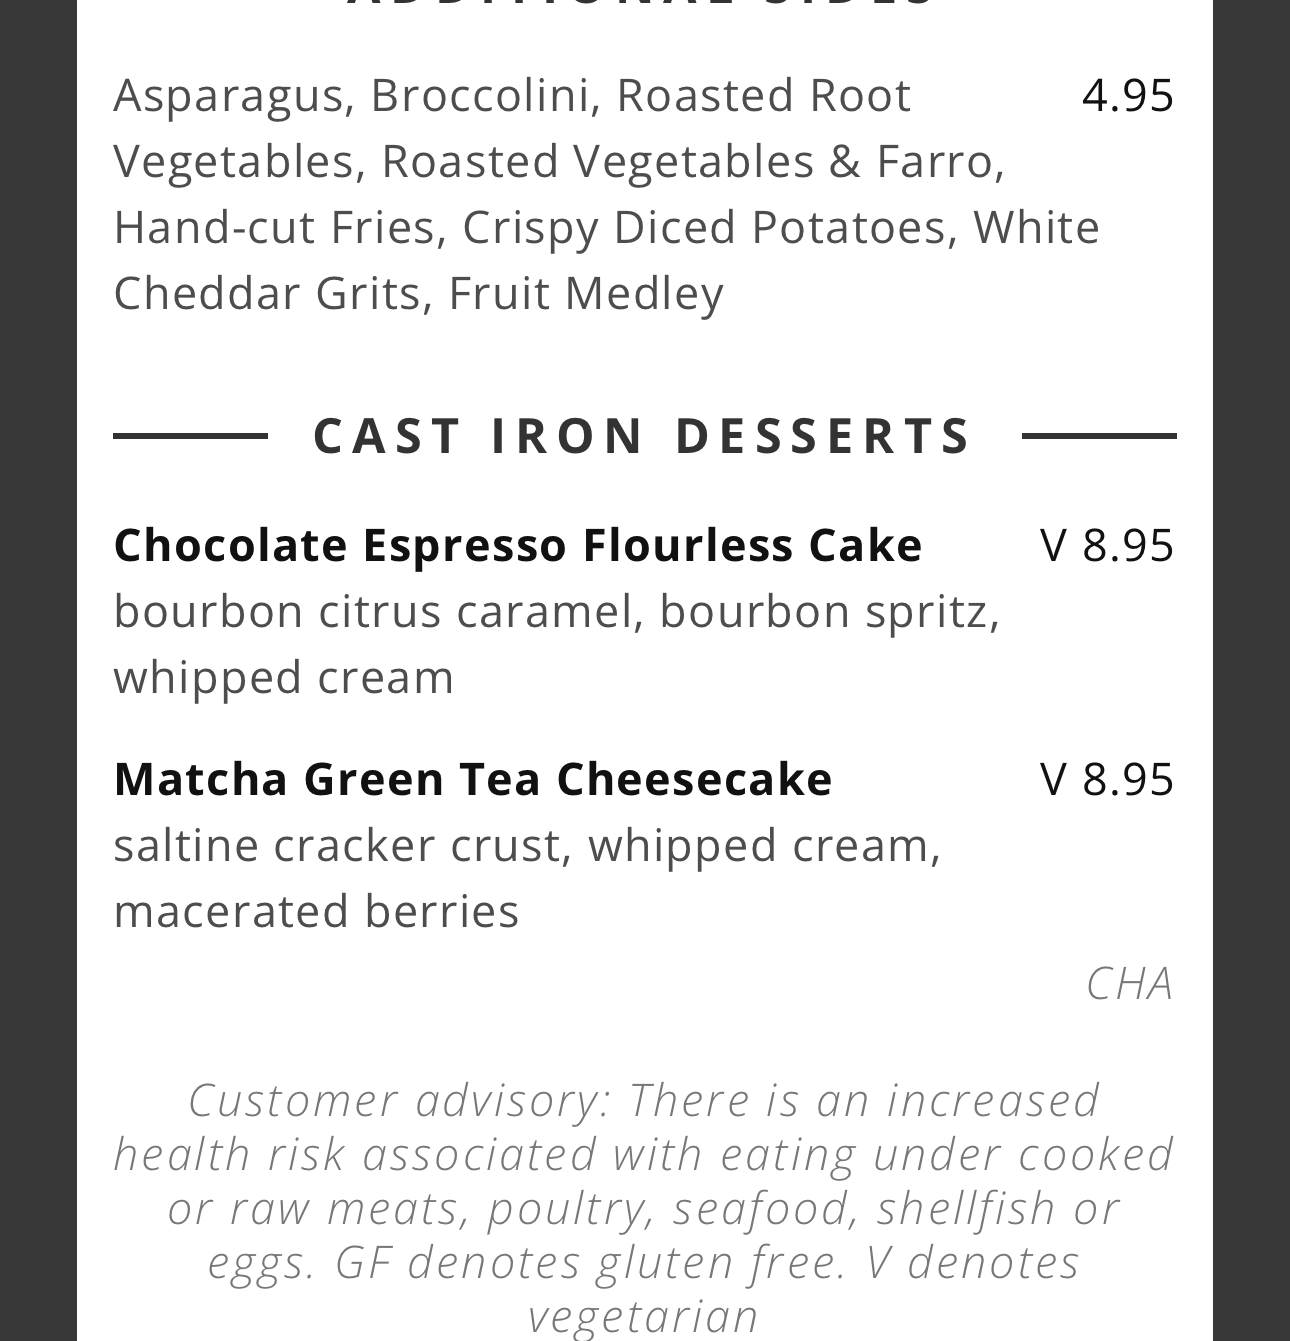 ADDITIONAL SIDES
Asparagus, Broccolini, Roasted Root 4.95
Vegetables, Roasted Vegetables & Farro,
Hand-cut Fries, Crispy Diced Potatoes, White
Cheddar Grits, Fruit Medley
CAST IRON DESSERTS
Chocolate Espresso Flourless Cake V 8.95
bourbon citrus caramel, bourbon spritz,
whipped cream
Matcha Green Tea Cheesecake V 8.95
saltine cracker crust, whipped cream,
macerated berries
CHA
Customer advisory: There is an increased
health risk associated with eating under cooked
or raw meats, poultry, seafood, shellfish or
eggs. GF denotes gluten free. V denotes
vegetarian